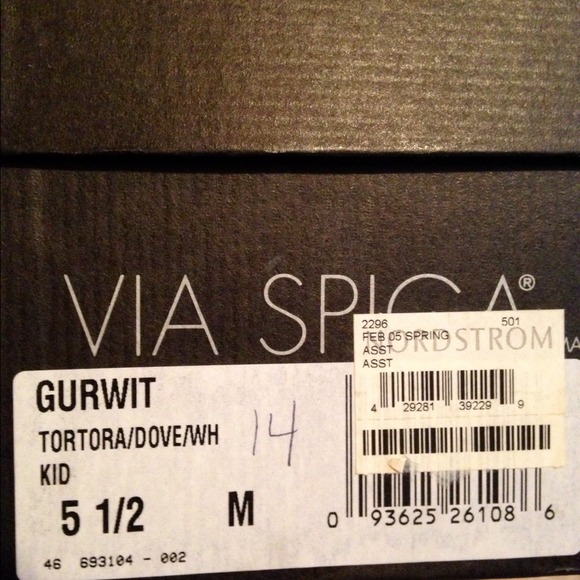 VIA SPIGA®
2296 501
FEB 05 SPRING
NORDSTROM
ASST
ASST
4 29281 39229 9
GURWIT
TORTORA/DOVE/WH
14
KID
5 1/2 M
0 93625 26108 6
46 693104 - 002